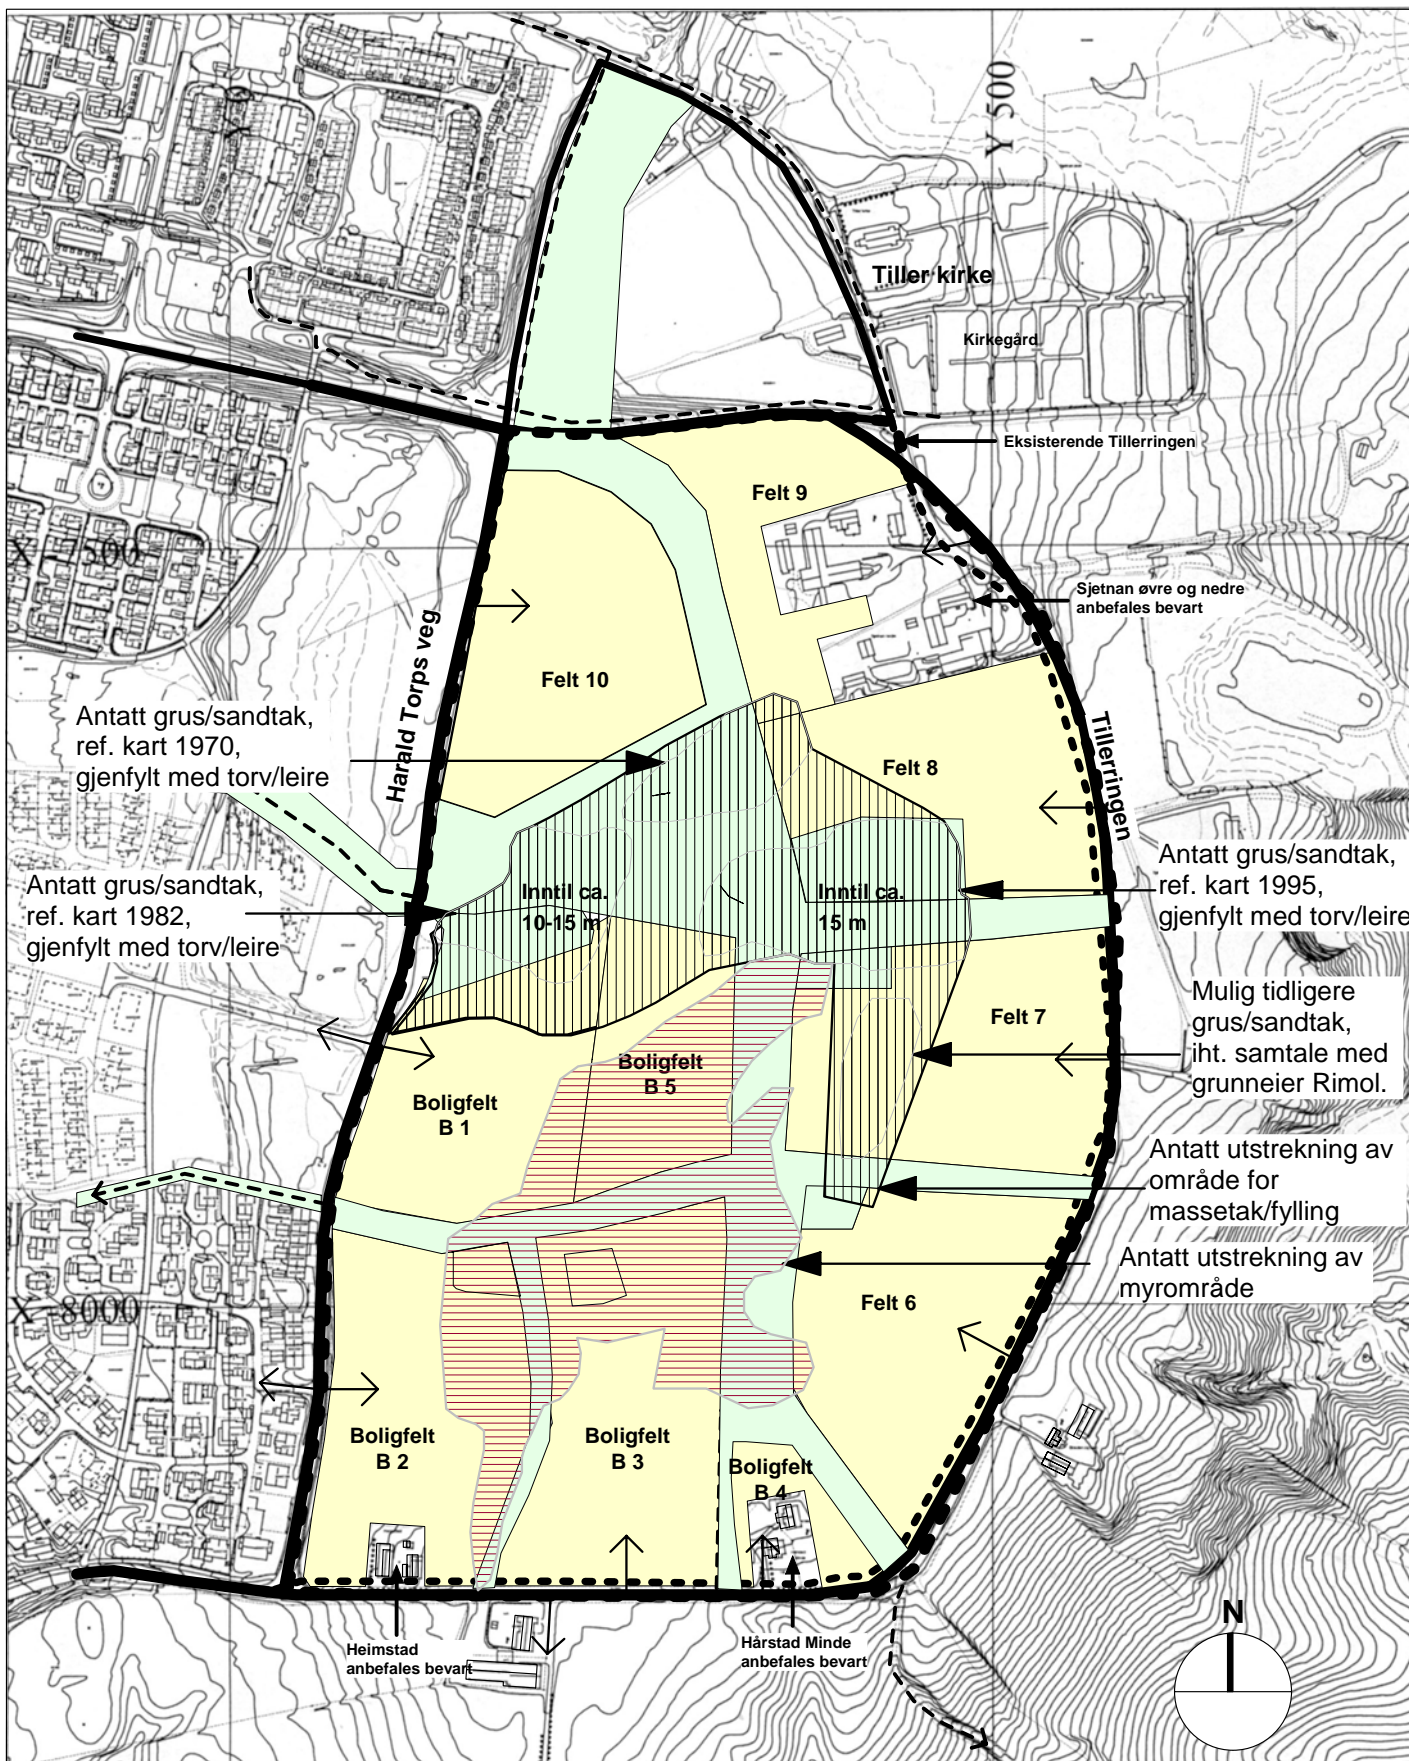 Y 500
Tiller kirke
Kirkegård
Eksisterende Tillerringen
Felt 9
X 500
Sjetnan øvre og nedre
anbefales bevart
Harald Torps veg
Felt 10
Antatt grus/sandtak,
ref. kart 1970,
gjenfylt med torv/leire
Tillerringen
Felt 8
Antatt grus/sandtak,
ref. kart 1995,
gjenfylt med torv/leire
Antatt grus/sandtak,
ref. kart 1982,
gjenfylt med torv/leire
Inntil ca.
10-15 m
Inntil ca.
15 m
Mulig tidligere
grus/sandtak,
iht. samtale med
grunneier Rimol.
Felt 7
Boligfelt
B 5
Boligfelt
B 1
Antatt utstrekning av
område for
massetak/fylling
Antatt utstrekning av
myrområde
Felt 6
X -8000
Boligfelt
B 2
Boligfelt
B 3
Boligfelt
B 4
Heimstad
anbefales bevart
Hårstad Minde
anbefales bevart
N